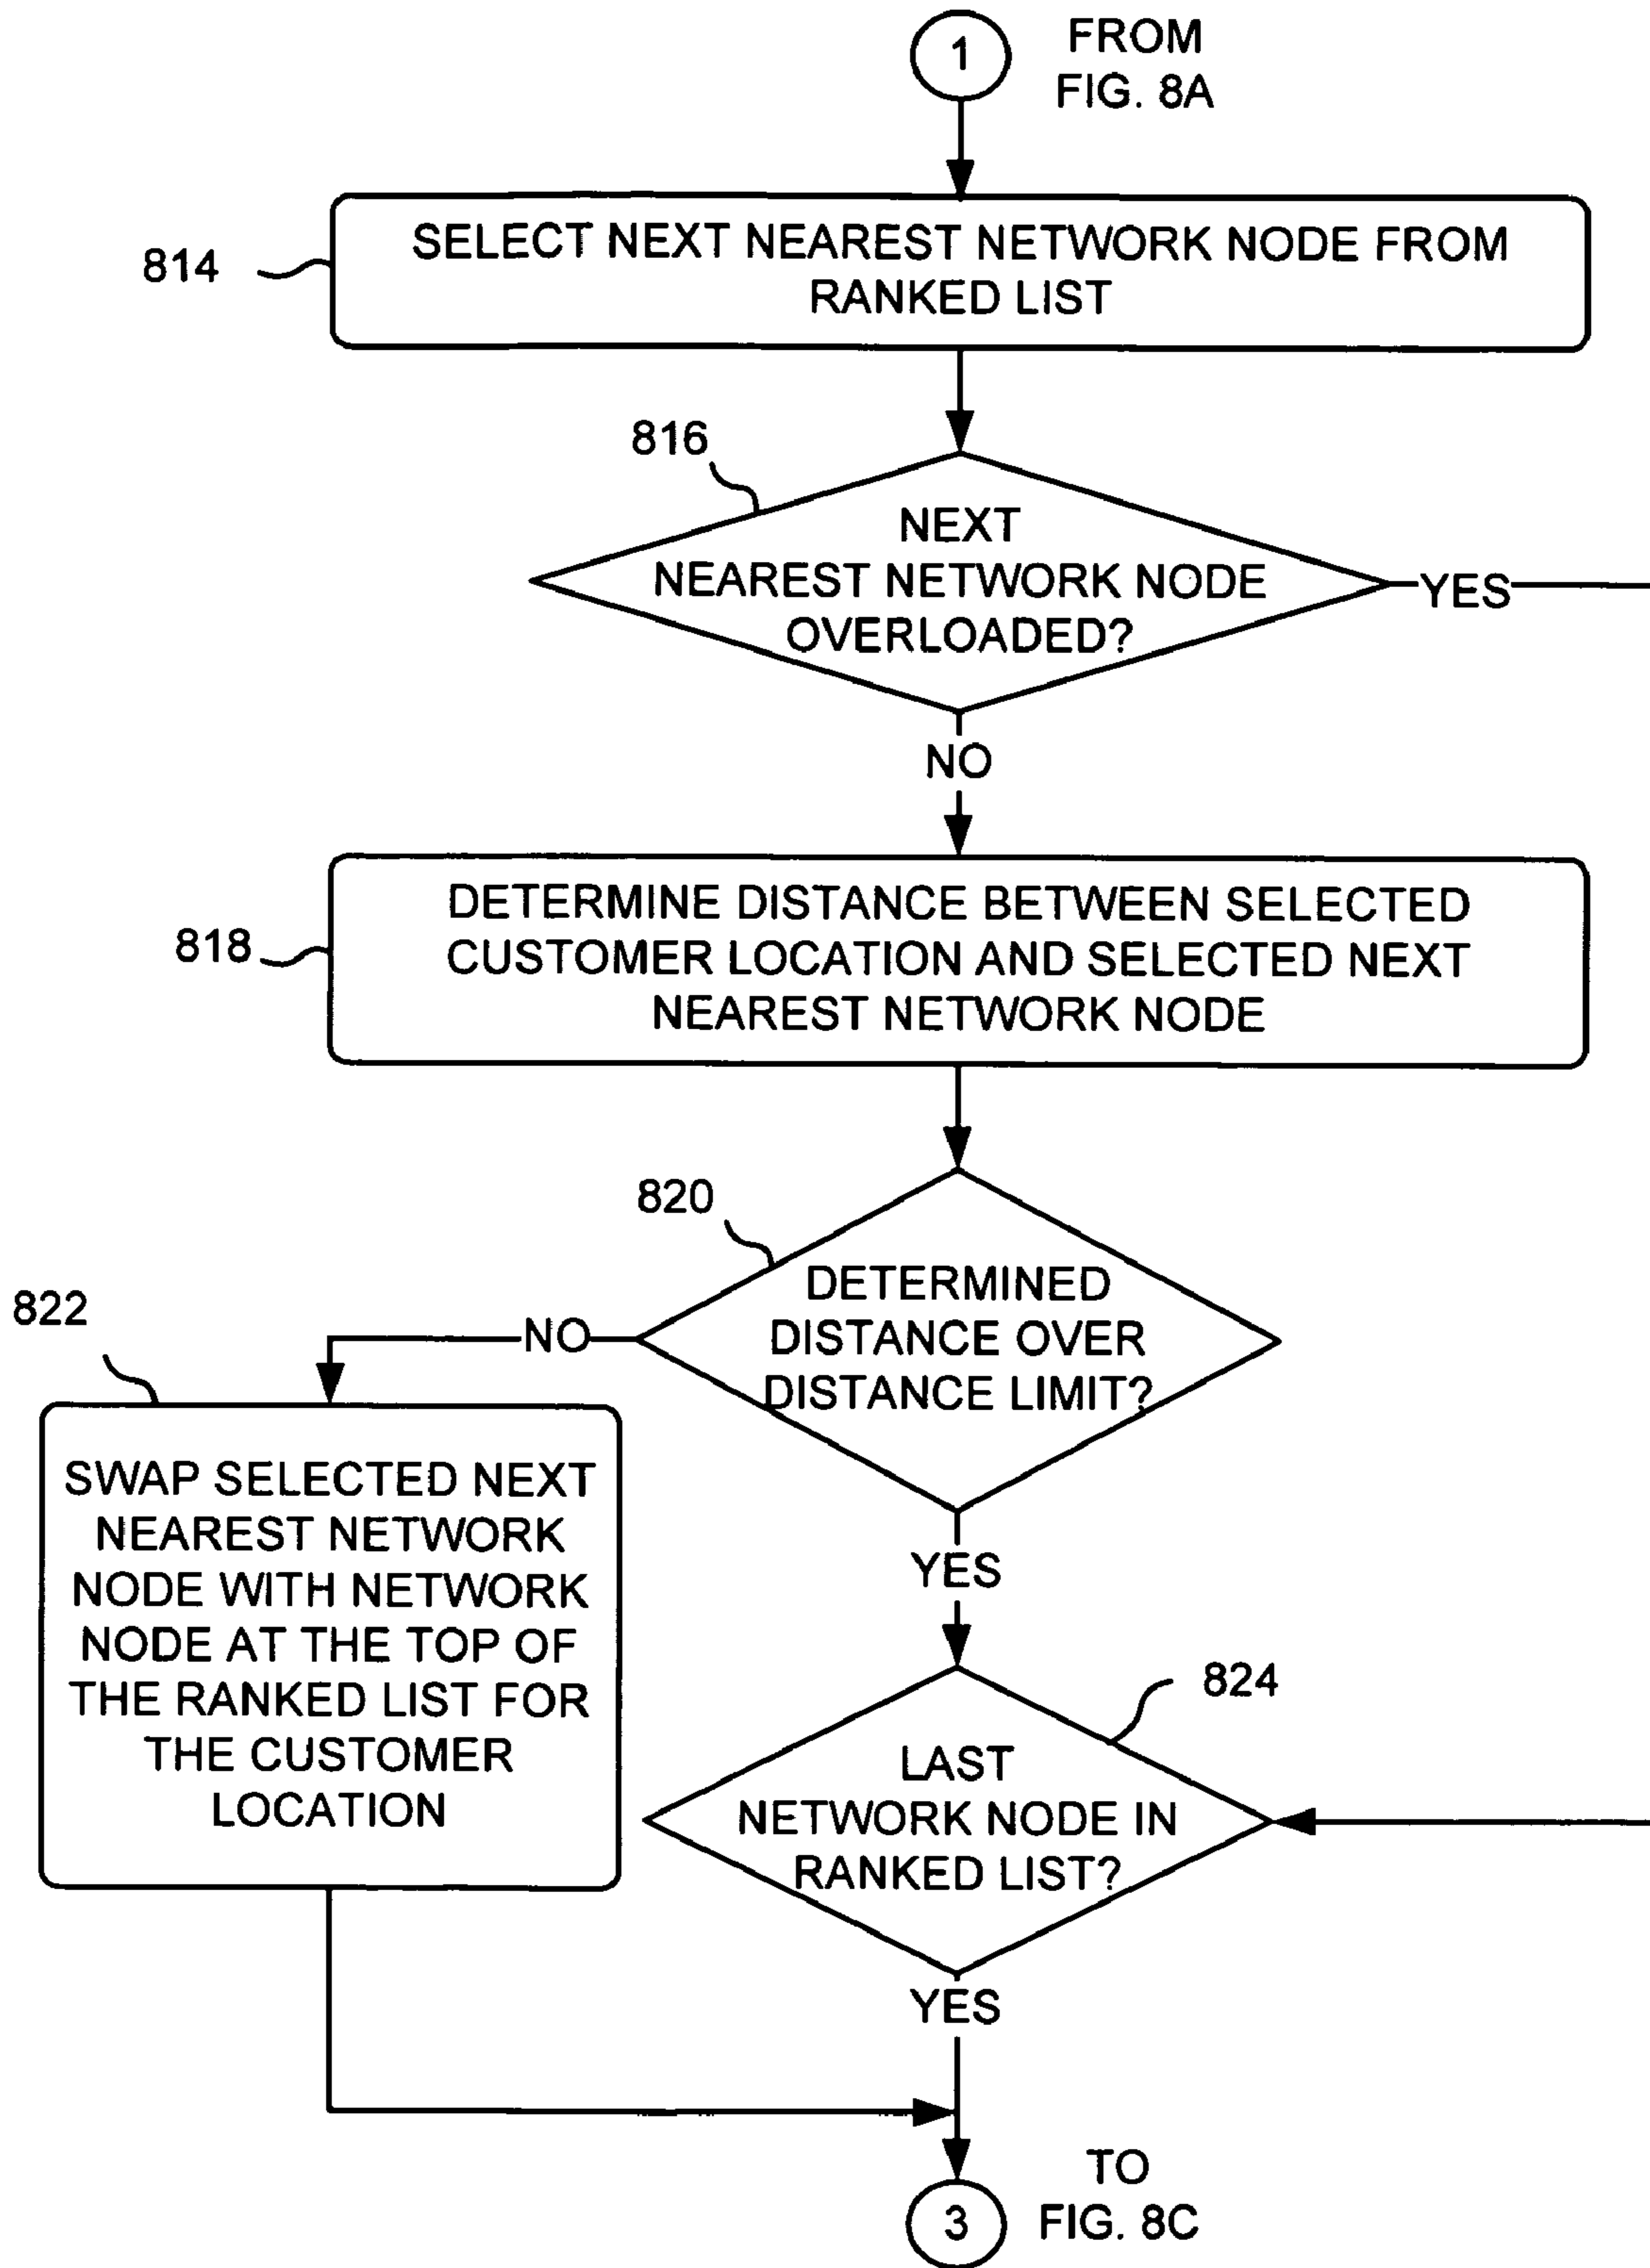 1
FROM
FIG. 8A
814
SELECT NEXT NEAREST NETWORK NODE FROM
RANKED LIST
816
NEXT
NEAREST NETWORK NODE
OVERLOADED?
YES
NO
818
DETERMINE DISTANCE BETWEEN SELECTED
CUSTOMER LOCATION AND SELECTED NEXT
NEAREST NETWORK NODE
820
DETERMINED
DISTANCE OVER
DISTANCE LIMIT?
NO
822
SWAP SELECTED NEXT
NEAREST NETWORK
NODE WITH NETWORK
NODE AT THE TOP OF
THE RANKED LIST FOR
THE CUSTOMER
LOCATION
YES
824
LAST
NETWORK NODE IN
RANKED LIST?
YES
3
TO
FIG. 8C